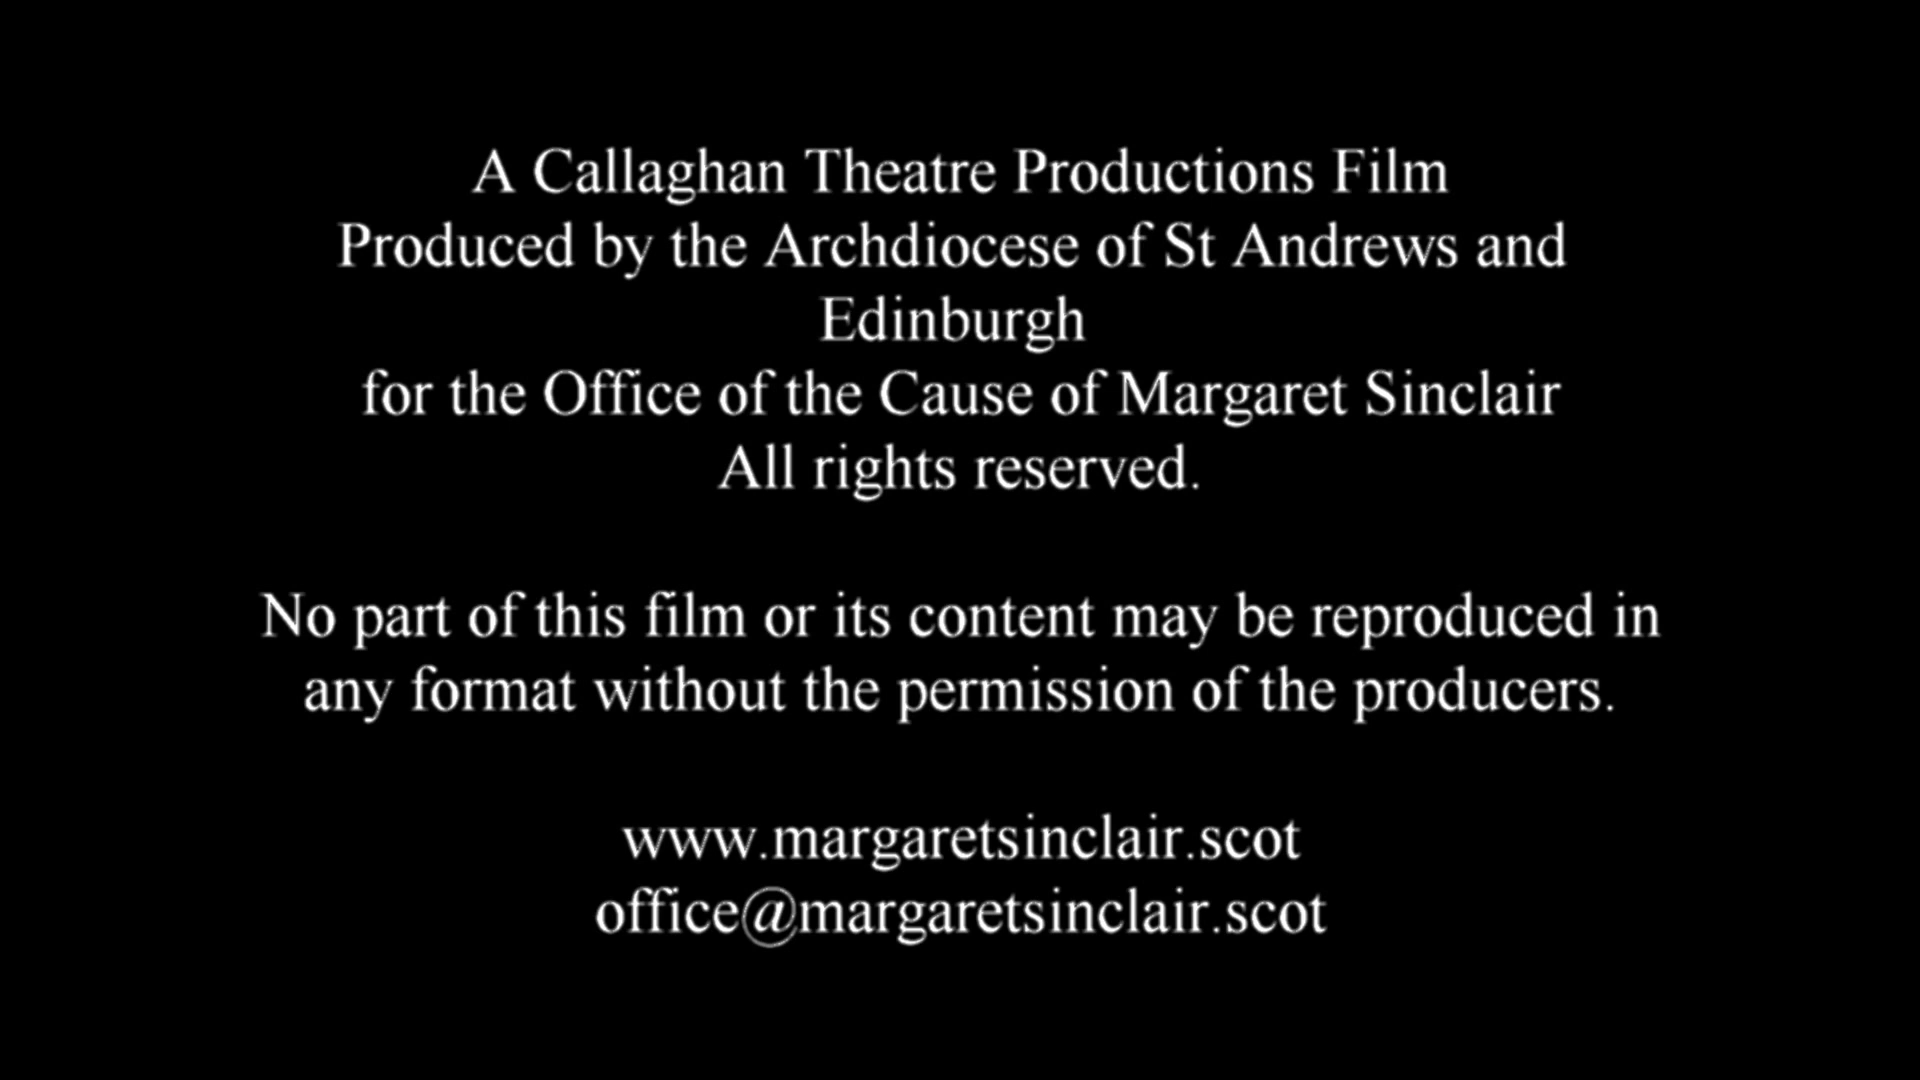 A Callaghan Theatre Productions Film
Produced by the Archdiocese of St Andrews and
Edinburgh
for the Office of the Cause of Margaret Sinclair
All rights reserved.
No part of this film or its content may be reproduced in
any format without the permission of the producers.
www.margaretsinclair.scot
office@margaretsinclair.scot